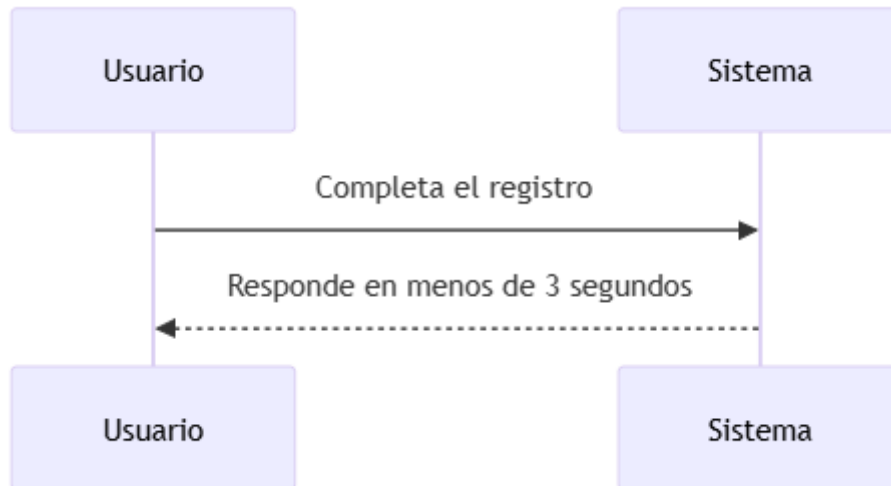 Usuario
Sistema
Completa el registro
Responde en menos de 3 segundos
Usuario
Sistema